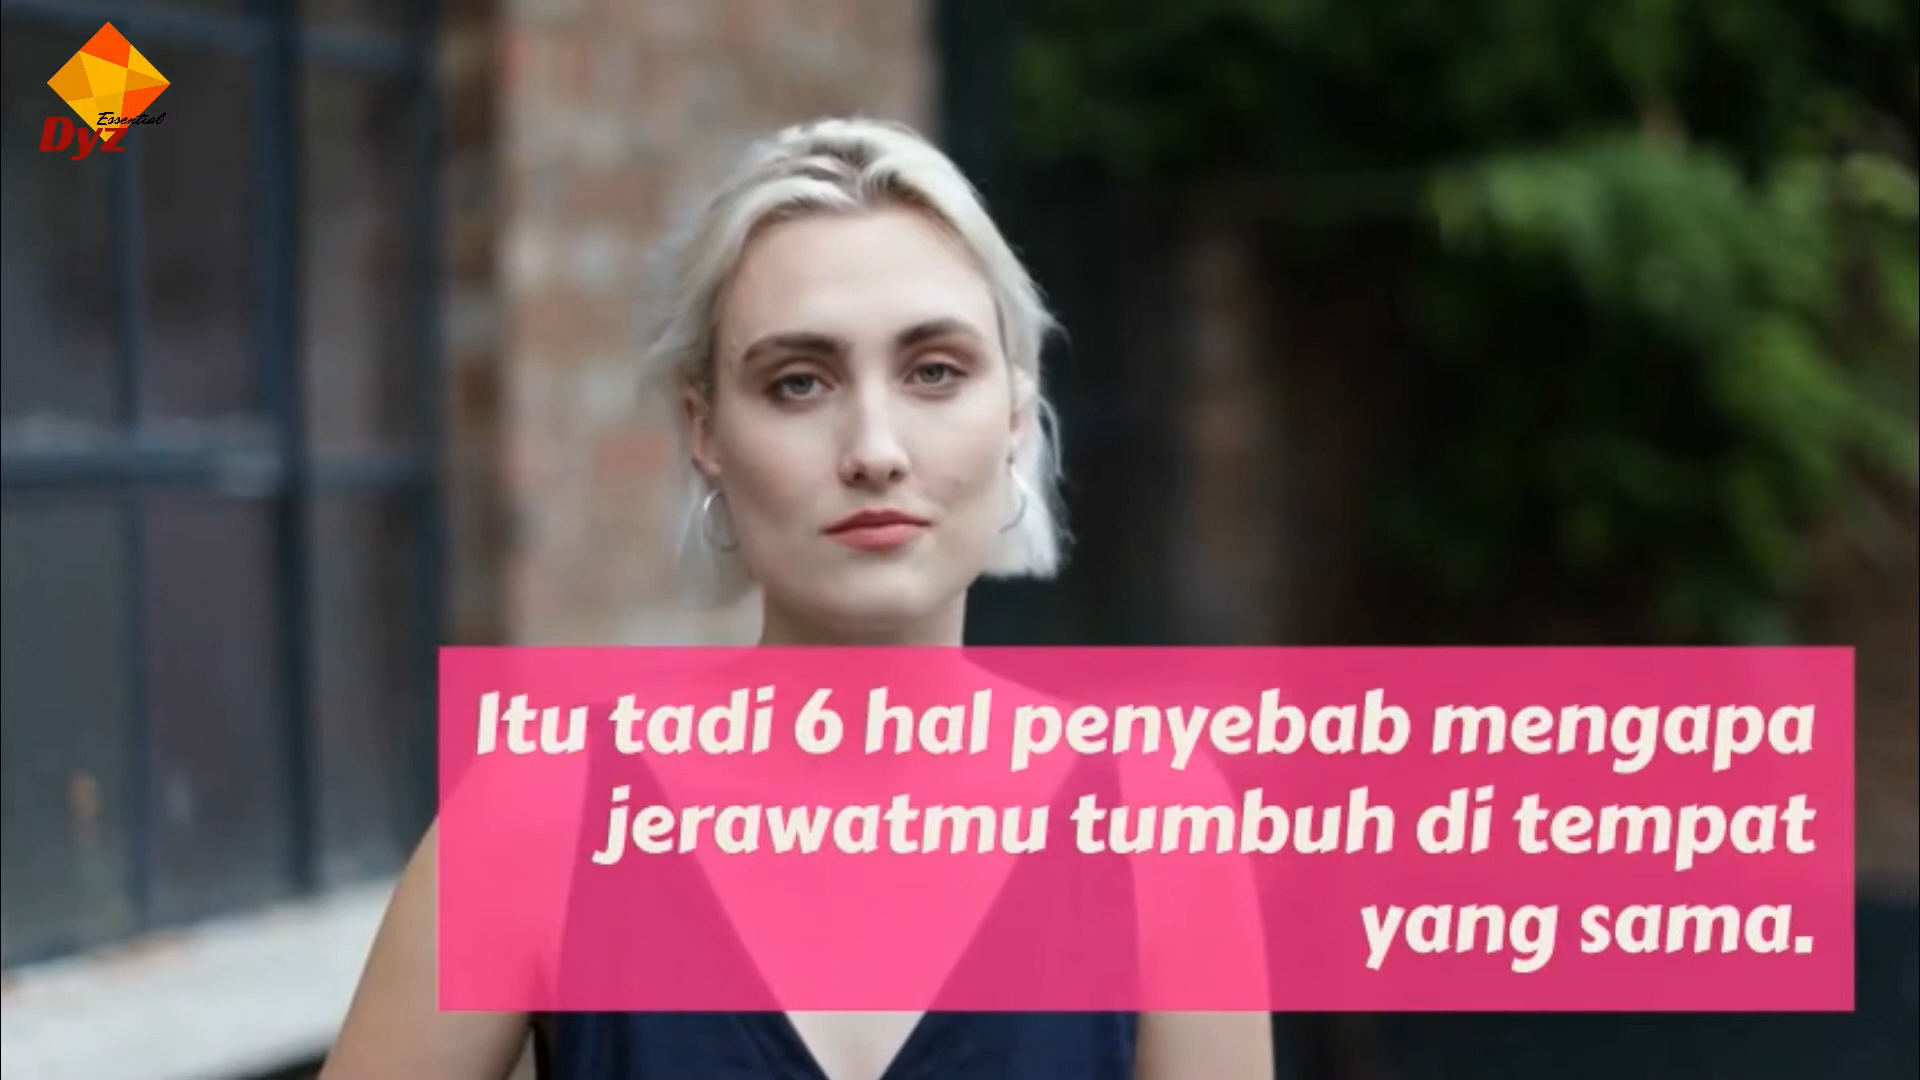 Essential
Dyz
Itu tadi 6 hal penyebab mengapa
jerawatmu tumbuh di tempat
yang sama.